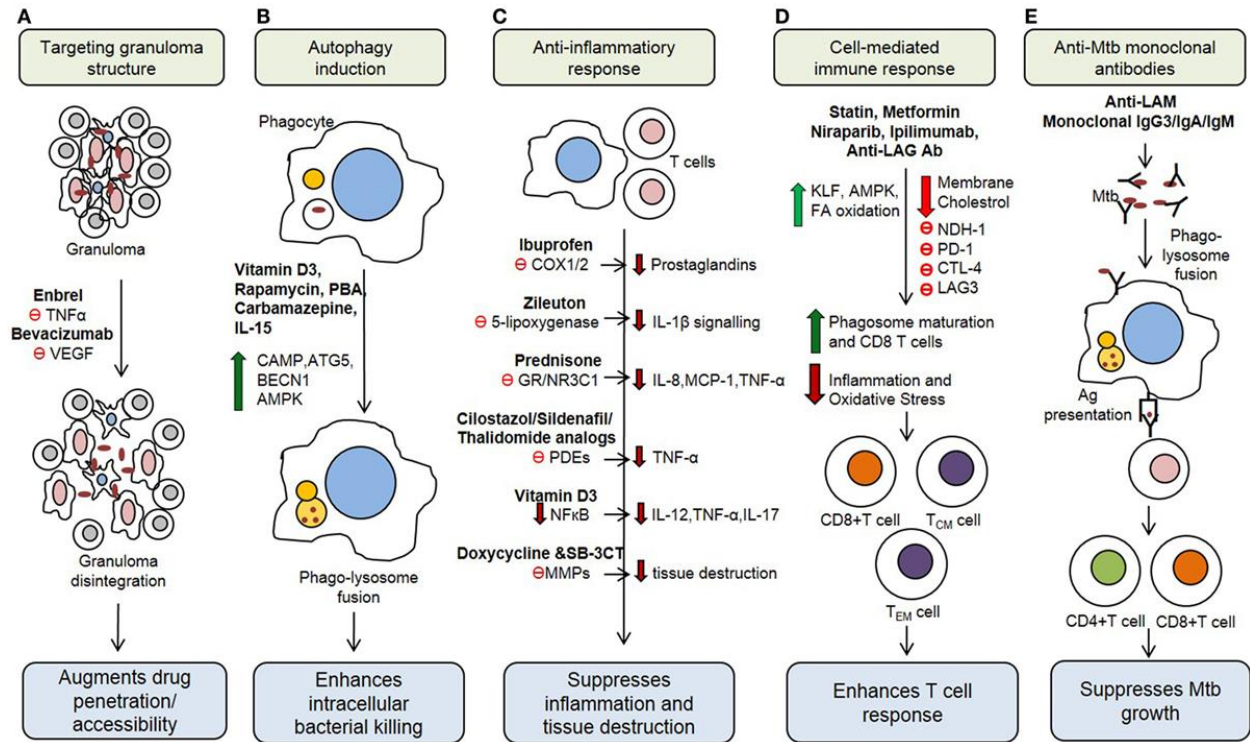 A
Targeting granuloma
structure
Granuloma
Enbrel
⊖ TNFα
Bevacizumab
⊖ VEGF
Granuloma
disintegration
Augments drug
penetration/
accessibility
B
Autophagy
induction
Phagocyte
Vitamin D3,
Rapamycin, PBA,
Carbamazepine,
IL-15
CAMP,ATG5,
BECN1
AMPK
Phago-lysosome
fusion
Enhances
intracellular
bacterial killing
C
Anti-inflammatiory
response
T cells
Ibuprofen
⊖ COX1/2 Prostaglandins
Zileuton
⊖ 5-lipoxygenase IL-1β signalling
Prednisone
⊖ GR/NR3C1 IL-8,MCP-1,TNF-α
Cilostazol/Sildenafil/
Thalidomide analogs
⊖ PDEs TNF-α
Vitamin D3
NFκB IL-12,TNF-α,IL-17
Doxycycline &SB-3CT
⊖MMPs tissue destruction
Suppresses
inflammation and
tissue destruction
D
Cell-mediated
immune response
Statin, Metformin
Niraparib, Ipilimumab,
Anti-LAG Ab
KLF, AMPK,
FA oxidation
Membrane
Cholestrol
⊖ NDH-1
⊖ PD-1
⊖ CTL-4
⊖ LAG3
Phagosome maturation
and CD8 T cells
Inflammation and
Oxidative Stress
CD8+T cell
TCM cell
TEM cell
Enhances T cell
response
E
Anti-Mtb monoclonal
antibodies
Anti-LAM
Monoclonal IgG3/IgA/IgM
Mtb
Phago-
lysosome
fusion
Ag
presentation
CD4+T cell
CD8+T cell
Suppresses Mtb
growth